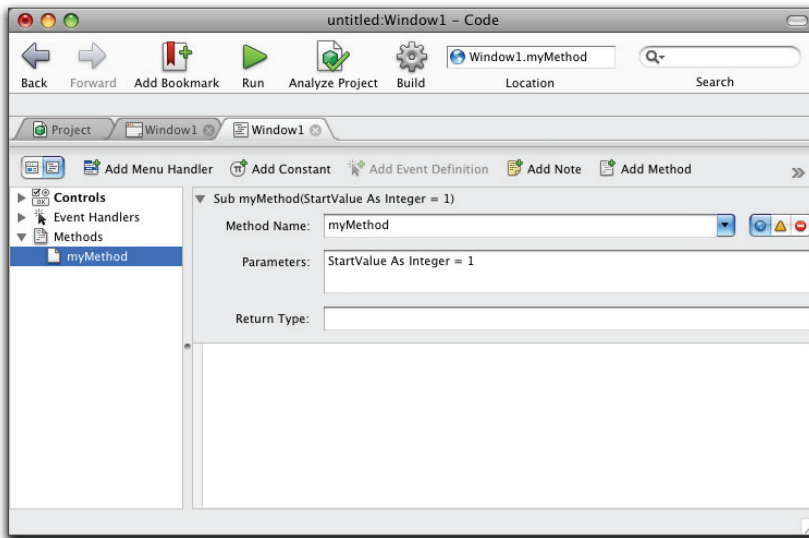 untitled:Window1 – Code
Window1.myMethod
Back Forward Add Bookmark Run Analyze Project Build Location Search
Project Window1 Window1
Add Menu Handler Add Constant Add Event Definition Add Note Add Method
Controls
Event Handlers
Methods
myMethod
Sub myMethod(StartValue As Integer = 1)
Method Name: myMethod
Parameters: StartValue As Integer = 1
Return Type: